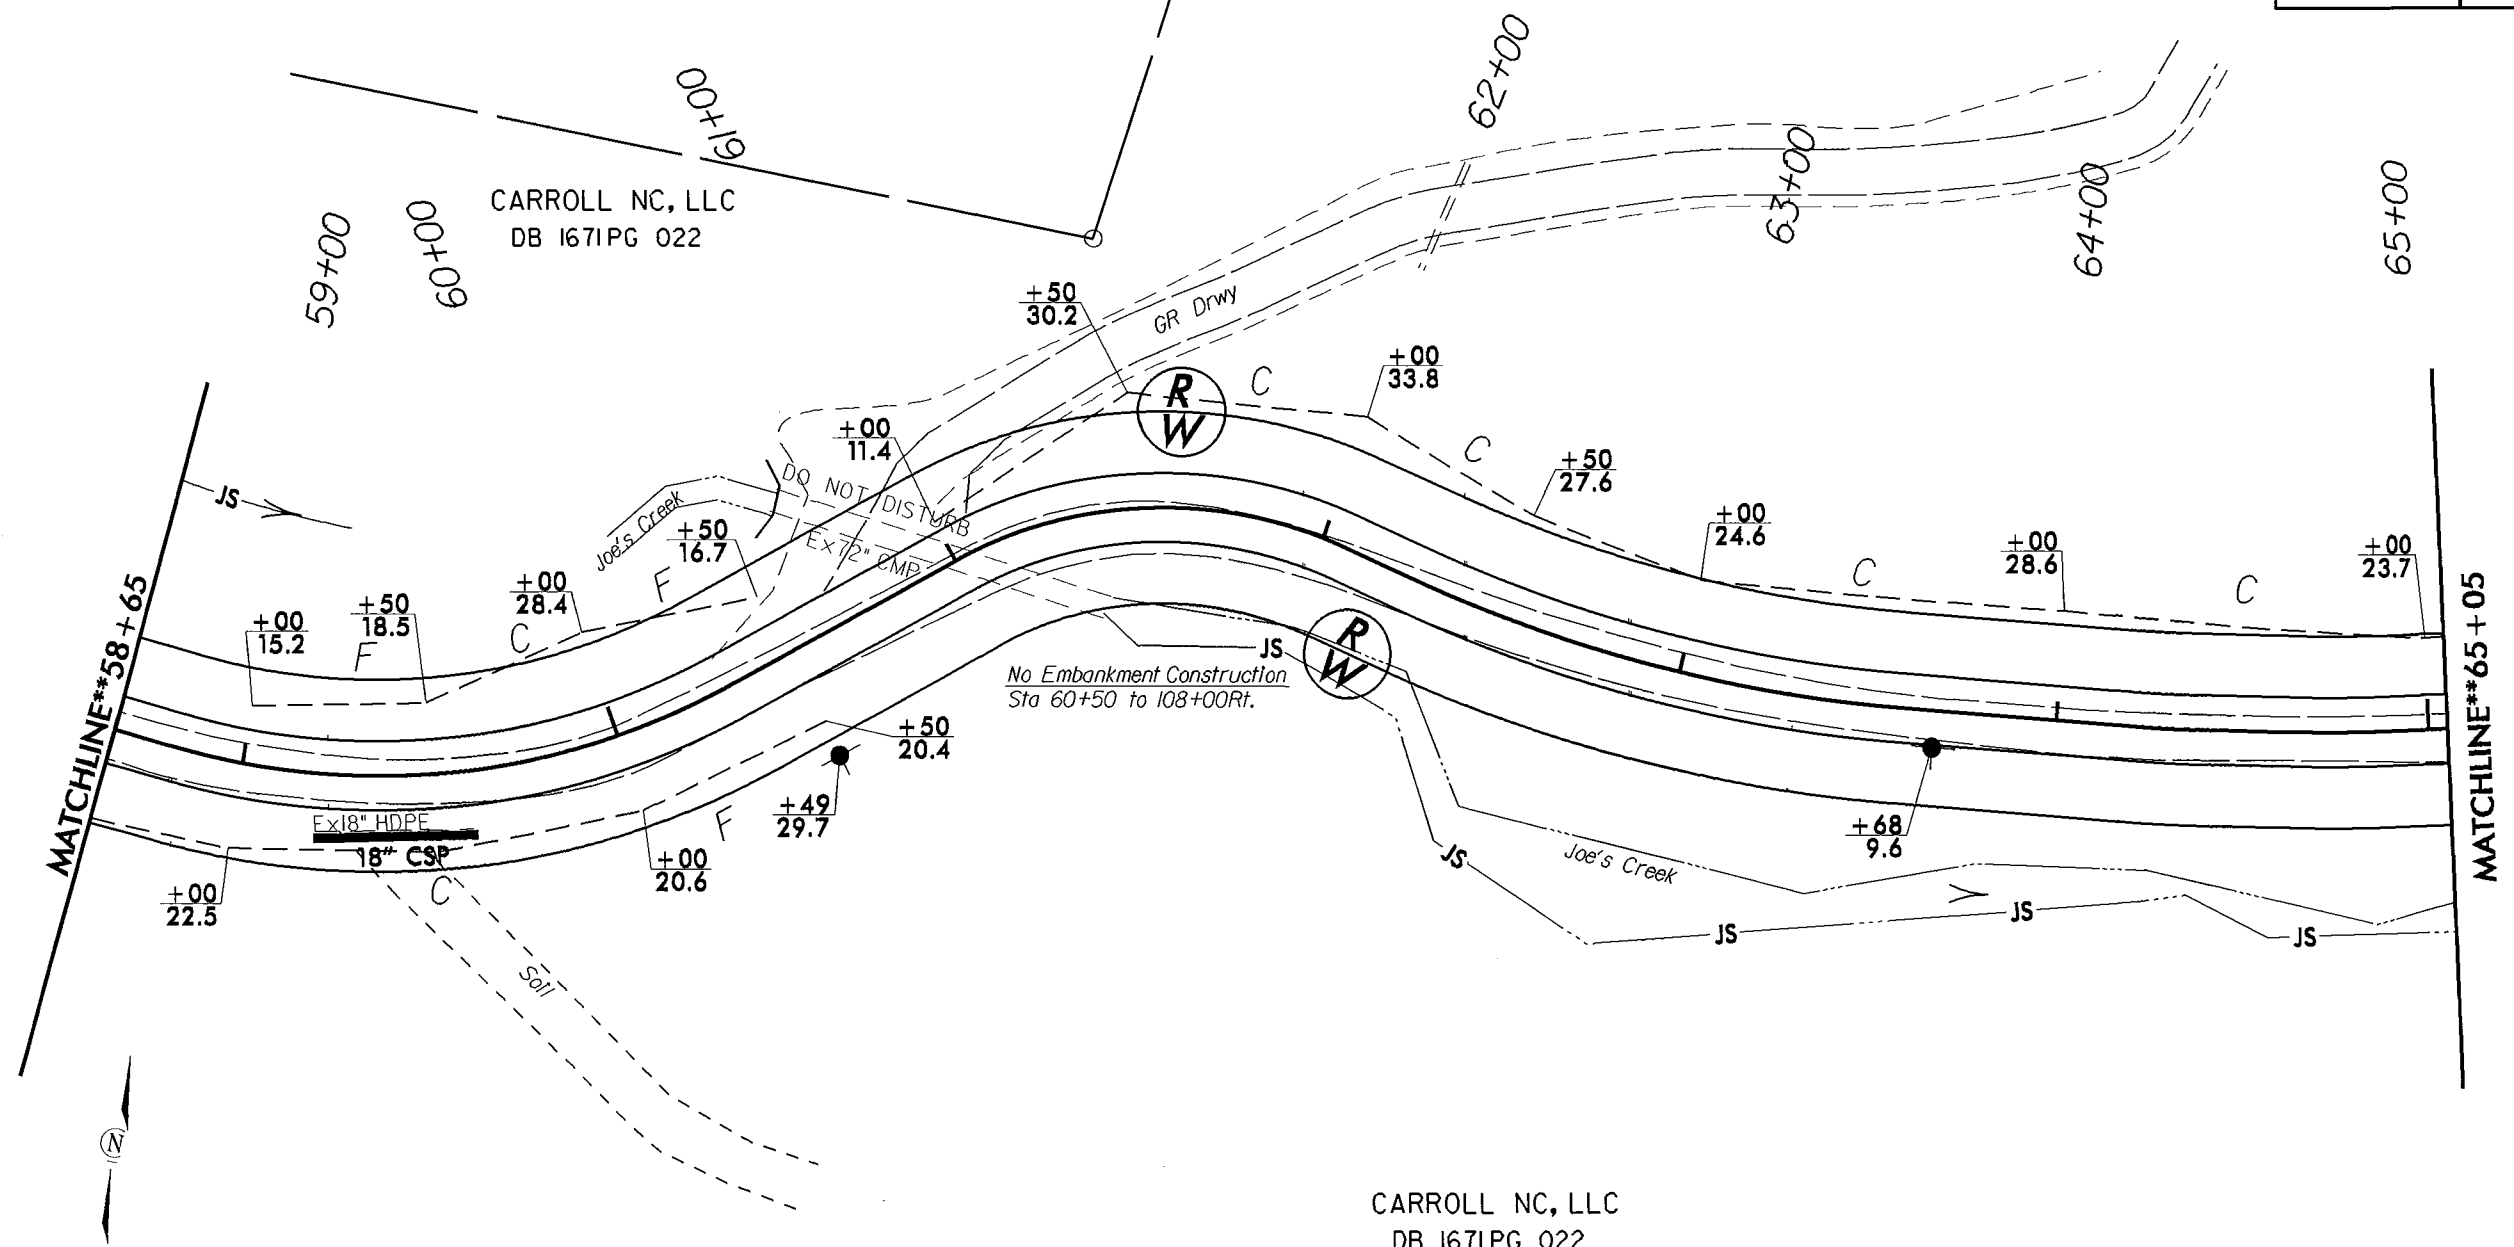 62+00
61+00
63+00
CARROLL NC, LLC
DB 1671PG 022
59+00
60+00
64+00
65+00
+50
30.2
GR Drwy
R
W
C
+00
33.8
+00
11.4
C
+50
27.6
DO NOT DISTURB
JS
Joe's Creek
+50
16.7
Ex72" CMP
+00
24.6
+00
28.6
+00
23.7
C
C
F
+00
28.4
C
+50
18.5
+00
15.2
F
MATCHLINE**58+65
MATCHLINE**65+05
JS
R
W
No Embankment Construction
Sta 60+50 to 108+00Rt.
+50
20.4
+49
29.7
F
Ex18" HDPE
18" CSP
+00
20.6
C
+00
22.5
+68
9.6
JS
Joe's Creek
JS
JS
JS
Soil
N
CARROLL NC, LLC
DB 1671PG 022